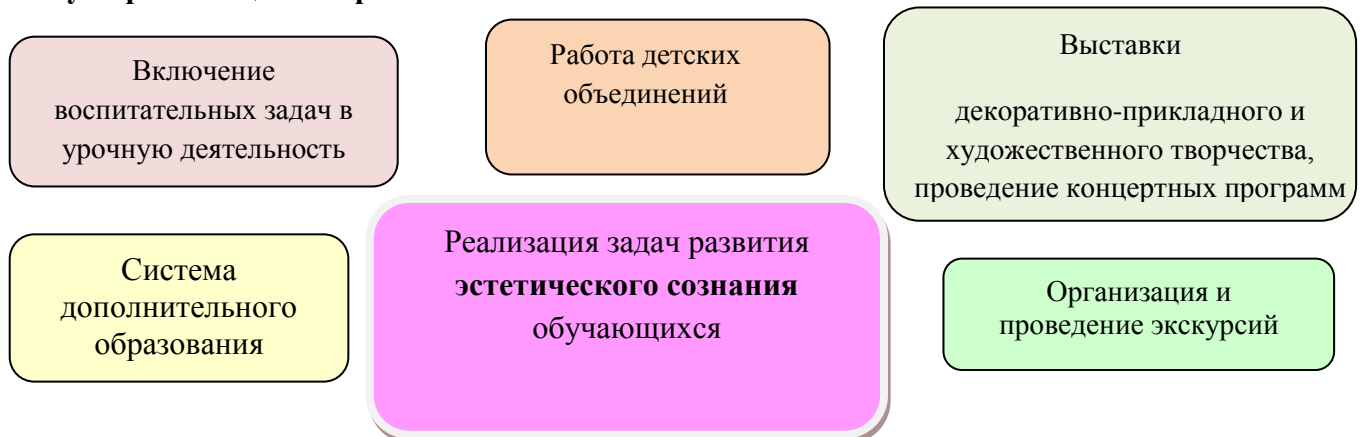 Включение
воспитательных задач в
урочную деятельность
Работа детских
объединений
Выставки
декоративно-прикладного и
художественного творчества,
проведение концертных программ
Система
дополнительного
образования
Реализация задач развития
эстетического сознания
обучающихся
Организация и
проведение экскурсий